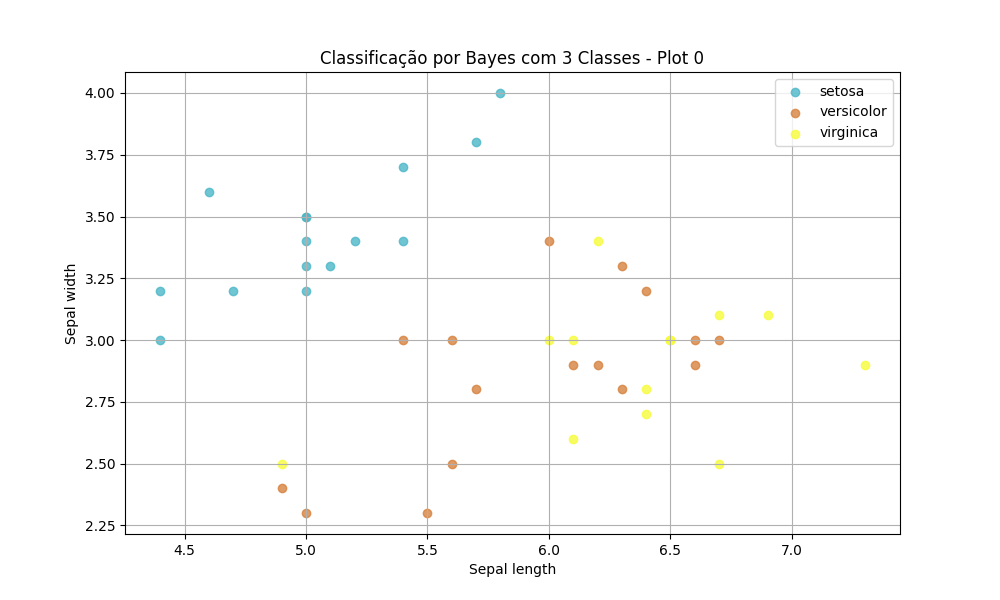 Classificação por Bayes com 3 Classes - Plot 0
setosa
versicolor
virginica
Sepal width
4.00
3.75
3.50
3.25
3.00
2.75
2.50
2.25
4.5 5.0 5.5 6.0 6.5 7.0
Sepal length